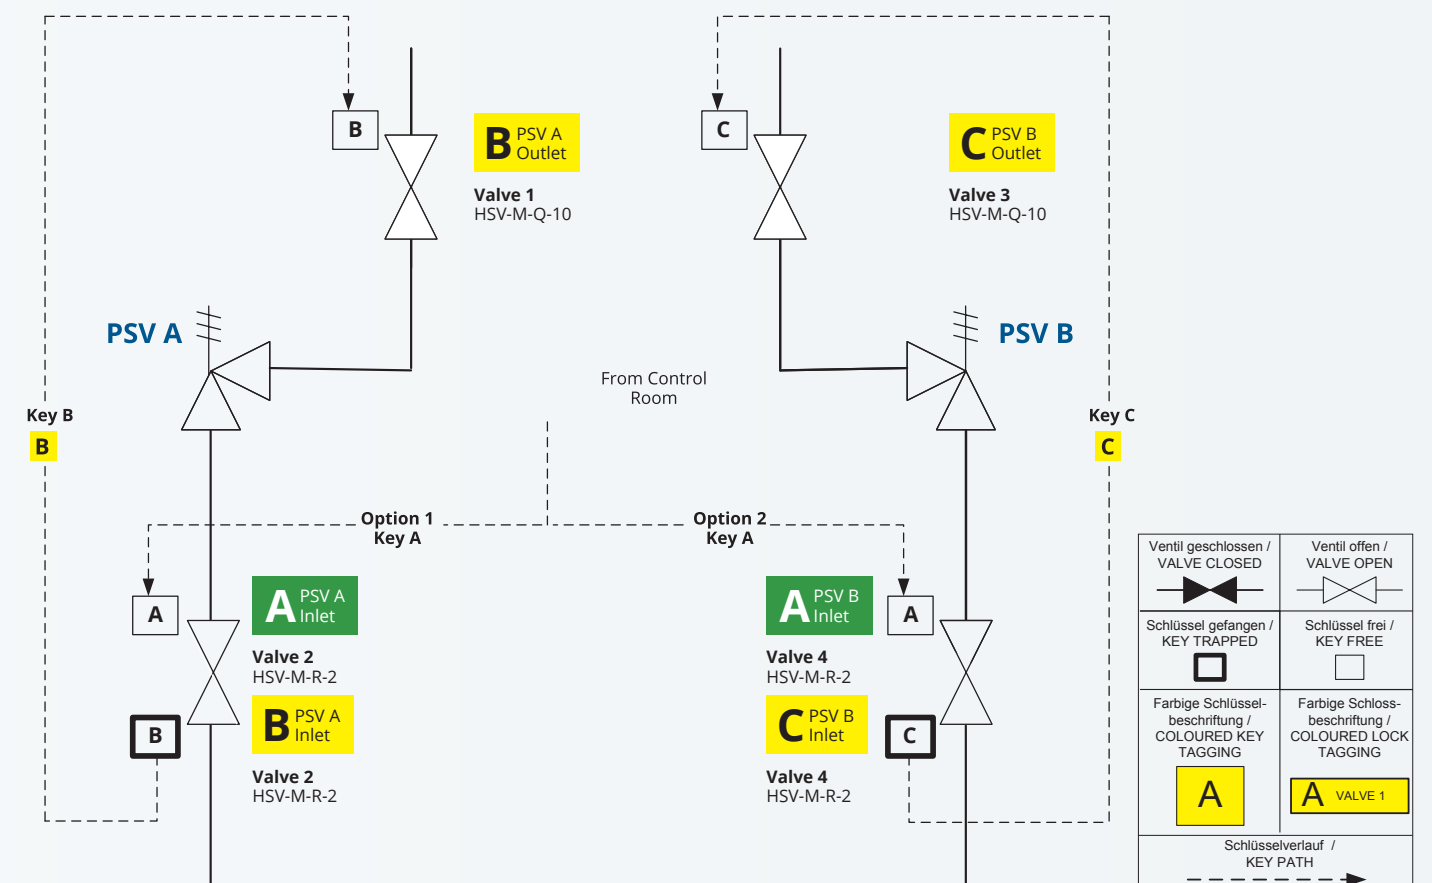 B
B PSV A
Outlet
Valve 1
HSV-M-Q-10
C
C PSV B
Outlet
Valve 3
HSV-M-Q-10
PSV A
PSV B
From Control
Room
Key B
B
Key C
C
Option 1
Key A
Option 2
Key A
A
A PSV A
Inlet
Valve 2
HSV-M-R-2
B
B PSV A
Inlet
Valve 2
HSV-M-R-2
A PSV B
Inlet
A
Valve 4
HSV-M-R-2
C PSV B
Inlet
C
Valve 4
HSV-M-R-2
Ventil geschlossen /
VALVE CLOSED
Ventil offen /
VALVE OPEN
Schlüssel gefangen /
KEY TRAPPED
Schlüssel frei /
KEY FREE
Farbige Schlüssel-
beschriftung /
COLOURED KEY
TAGGING
A
Farbige Schloss-
beschriftung /
COLOURED LOCK
TAGGING
A VALVE 1
Schlüsselverlauf /
KEY PATH